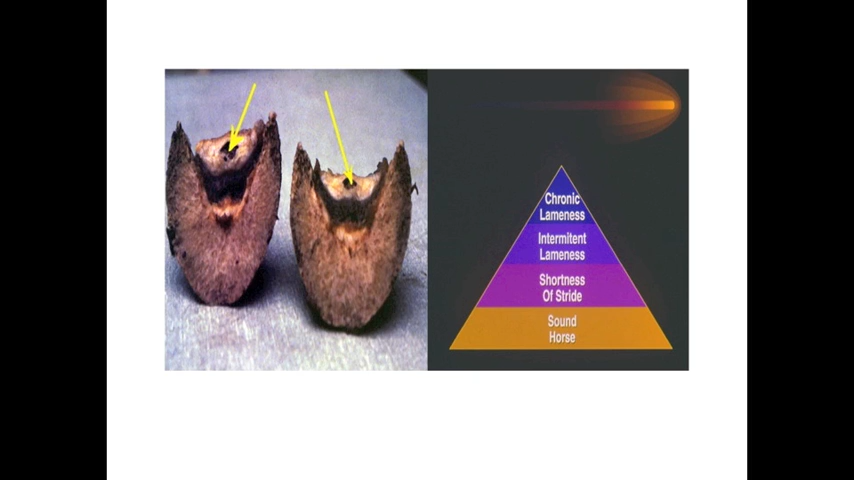 Chronic
Lameness
Intermitent
Lameness
Shortness
Of Stride
Sound
Horse